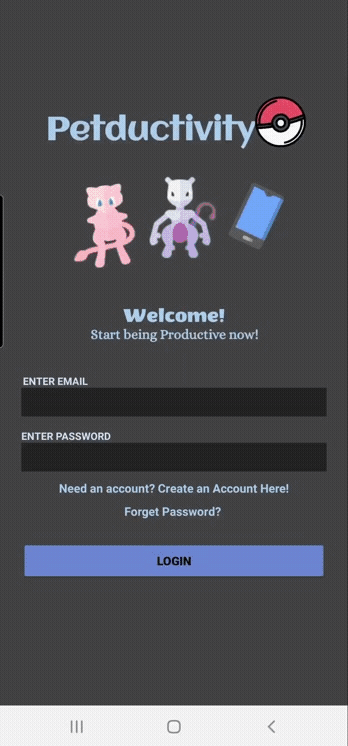 Petductivity
Welcome!
Start being Productive now!
ENTER EMAIL
ENTER PASSWORD
Need an account? Create an Account Here!
Forget Password?
LOGIN